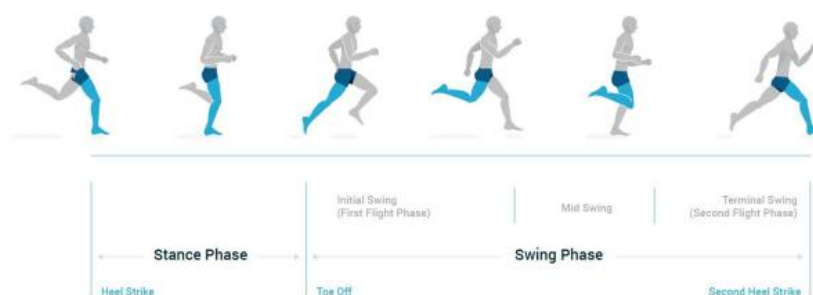 Initial Swing
(First Flight Phase)
Mid Swing
Terminal Swing
(Second Flight Phase)
Stance Phase
Swing Phase
Heel Strike
Toe Off
Second Heel Strike